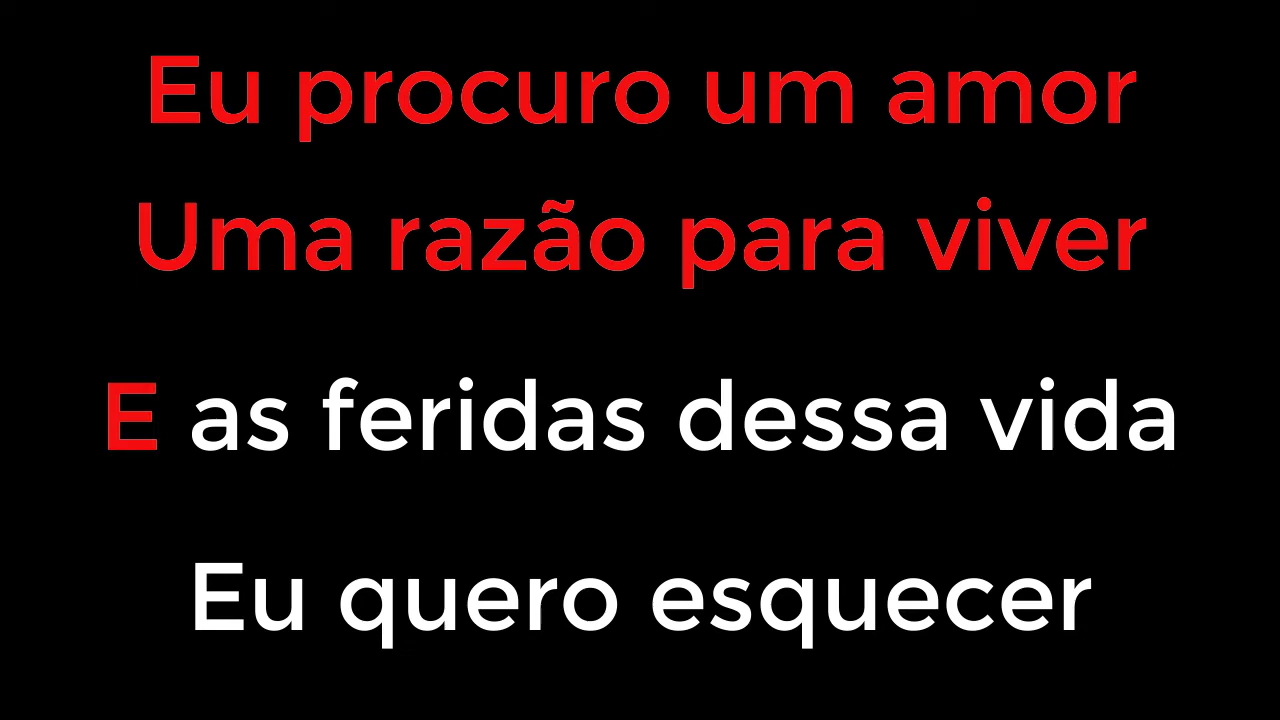 Eu procuro um amor
Uma razão para viver
E as feridas dessa vida
Eu quero esquecer